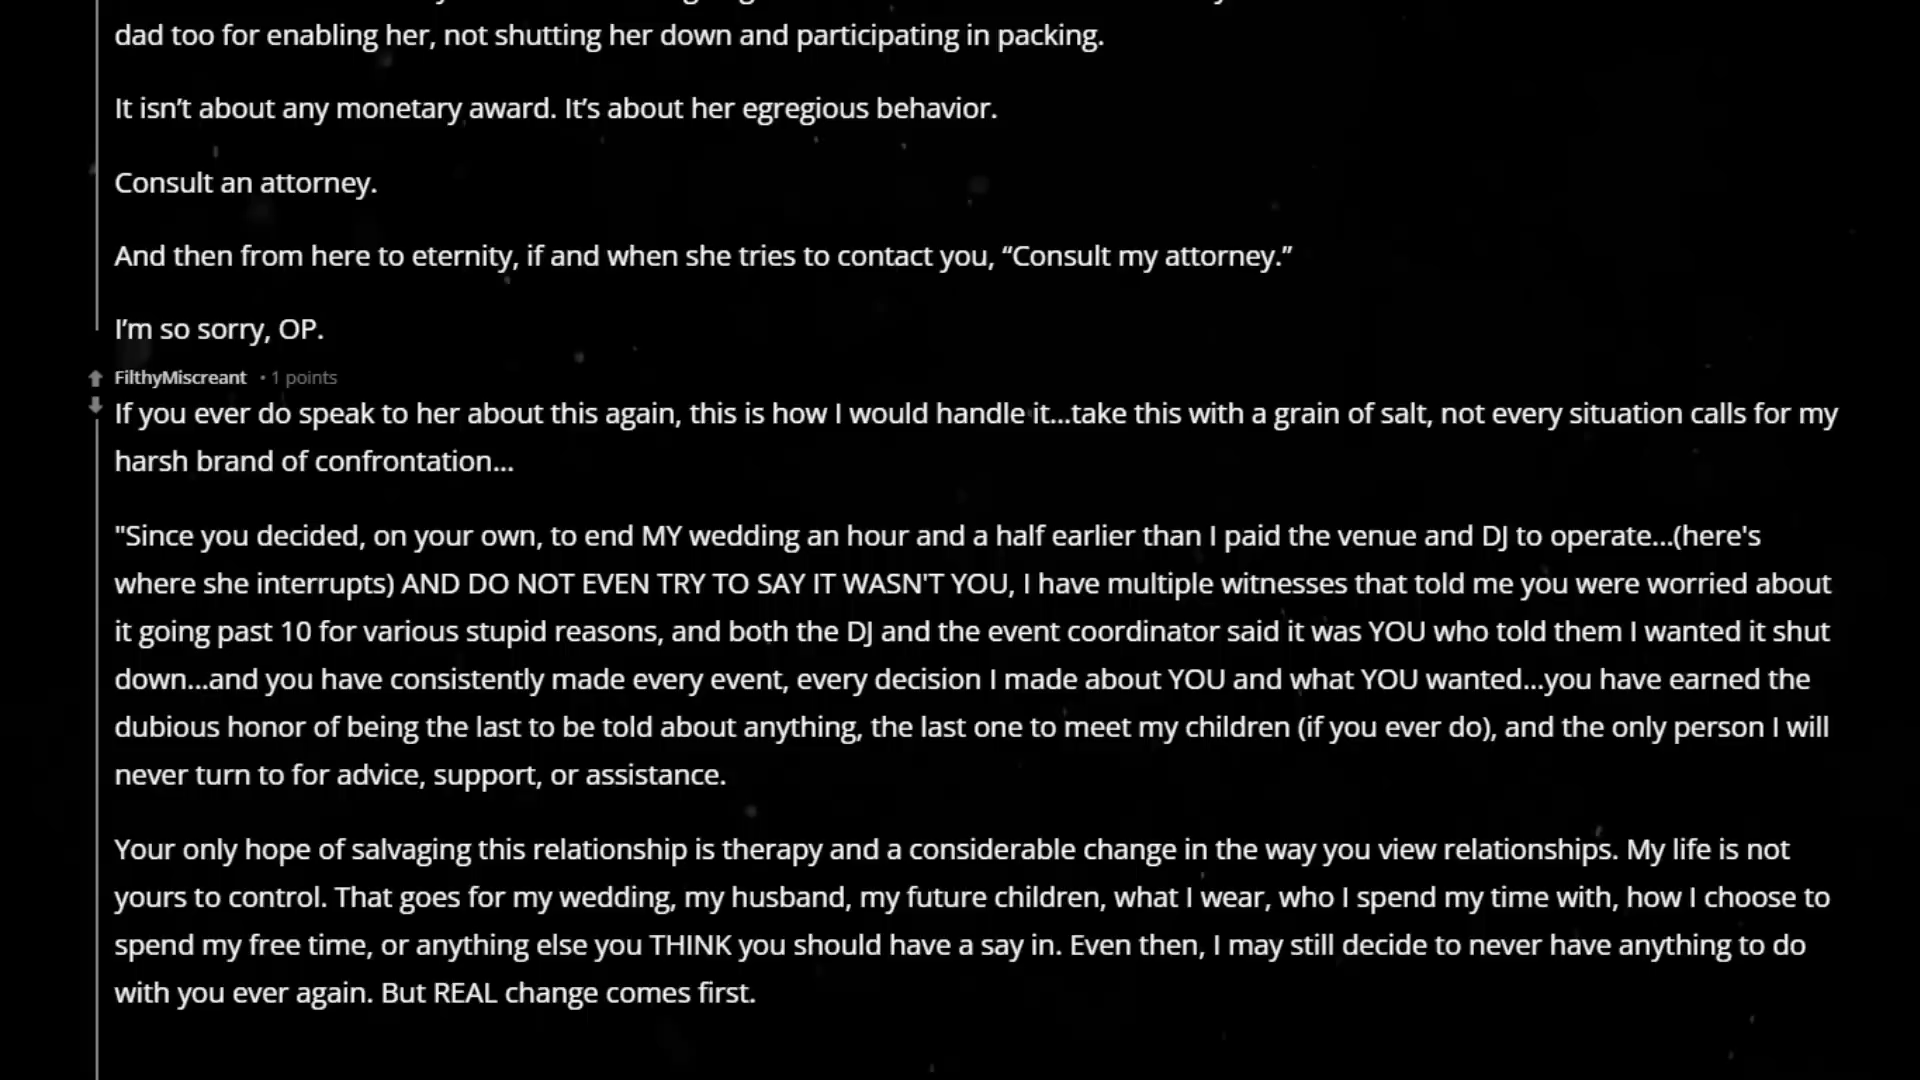 dad too for enabling her, not shutting her down and participating in packing.
It isn’t about any monetary award. It’s about her egregious behavior.
Consult an attorney.
And then from here to eternity, if and when she tries to contact you, “Consult my attorney.”
I’m so sorry, OP.
FilthyMiscreant • 1 points
If you ever do speak to her about this again, this is how I would handle it...take this with a grain of salt, not every situation calls for my
harsh brand of confrontation...
"Since you decided, on your own, to end MY wedding an hour and a half earlier than I paid the venue and DJ to operate...(here's
where she interrupts) AND DO NOT EVEN TRY TO SAY IT WASN'T YOU, I have multiple witnesses that told me you were worried about
it going past 10 for various stupid reasons, and both the DJ and the event coordinator said it was YOU who told them I wanted it shut
down...and you have consistently made every event, every decision I made about YOU and what YOU wanted...you have earned the
dubious honor of being the last to be told about anything, the last one to meet my children (if you ever do), and the only person I will
never turn to for advice, support, or assistance.
Your only hope of salvaging this relationship is therapy and a considerable change in the way you view relationships. My life is not
yours to control. That goes for my wedding, my husband, my future children, what I wear, who I spend my time with, how I choose to
spend my free time, or anything else you THINK you should have a say in. Even then, I may still decide to never have anything to do
with you ever again. But REAL change comes first.